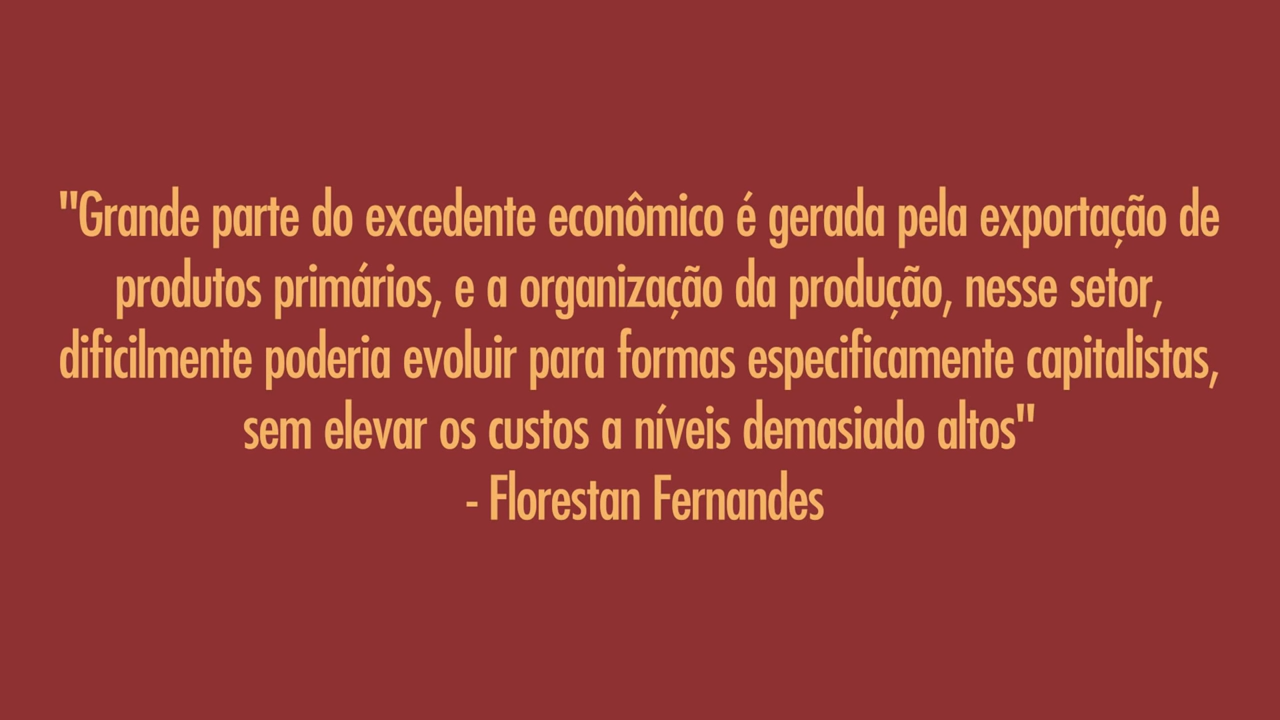 "Grande parte do excedente econômico é gerada pela exportação de
produtos primários, e a organização da produção, nesse setor,
dificilmente poderia evoluir para formas especificamente capitalistas,
sem elevar os custos a níveis demasiado altos"
- Florestan Fernandes